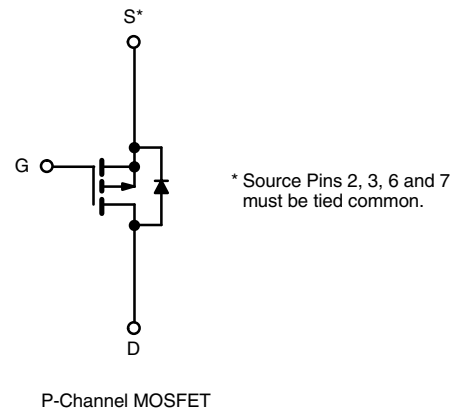 S*
G
* Source Pins 2, 3, 6 and 7
must be tied common.
D
P-Channel MOSFET